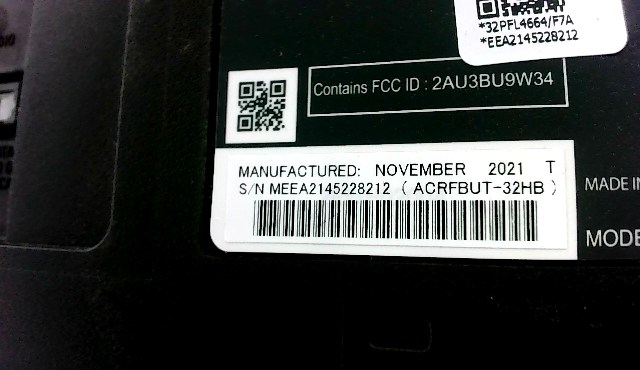 *32PFL4664/F7A
*EEA2145228212
Contains FCC ID : 2AU3BU9W34
MANUFACTURED: NOVEMBER 2021 T
S/N MEEA2145228212 ( ACRFBUT-32HB )
MADE IN
MODE